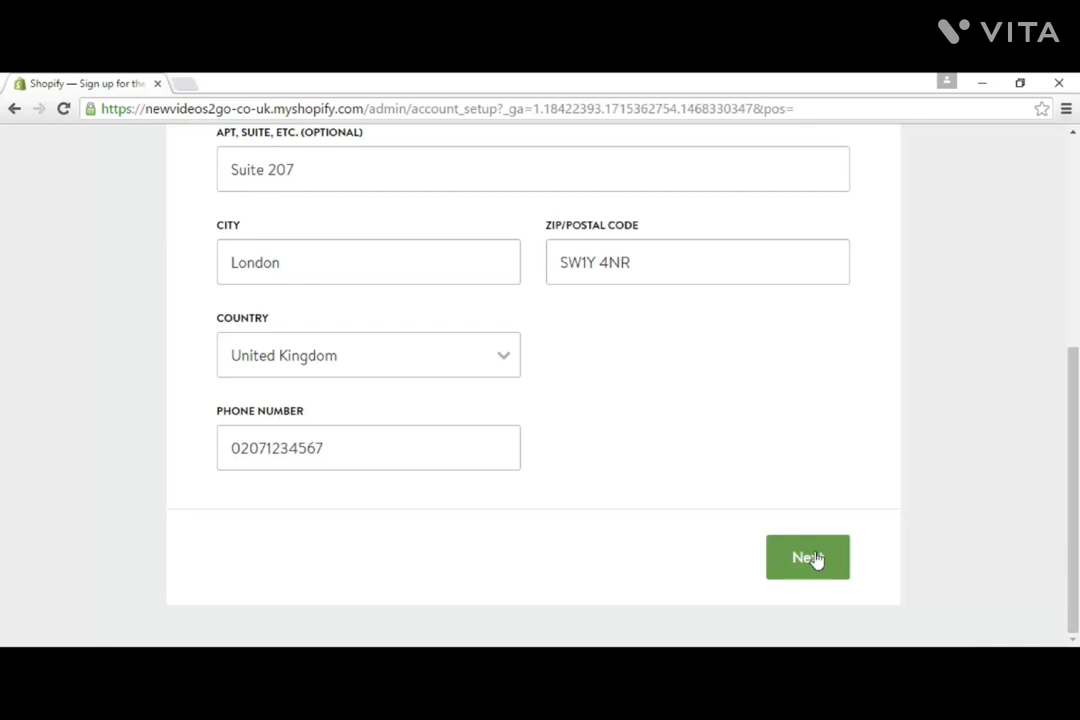 VITA
Shopify — Sign up for the
https://newvideos2go-co-uk.myshopify.com/admin/account_setup?_ga=1.18422393.1715362754.1468330347&pos=
APT, SUITE, ETC. (OPTIONAL)
Suite 207
CITY
ZIP/POSTAL CODE
London
SW1Y 4NR
COUNTRY
United Kingdom
PHONE NUMBER
02071234567